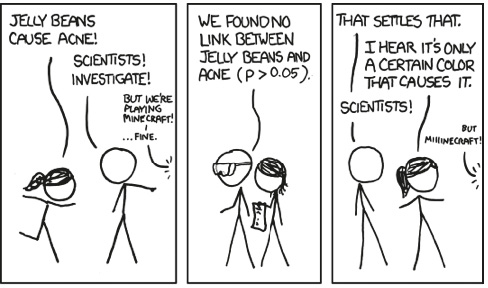 JELLY BEANS
CAUSE ACNE!
SCIENTISTS!
INVESTIGATE!
BUT WE'RE
PLAYING
MINECRAFT!
...FINE.
WE FOUND NO
LINK BETWEEN
JELLY BEANS AND
ACNE (P > 0.05).
THAT SETTLES THAT.
I HEAR IT'S ONLY
A CERTAIN COLOR
THAT CAUSES IT.
SCIENTISTS!
BUT
MIIINECRAFT!